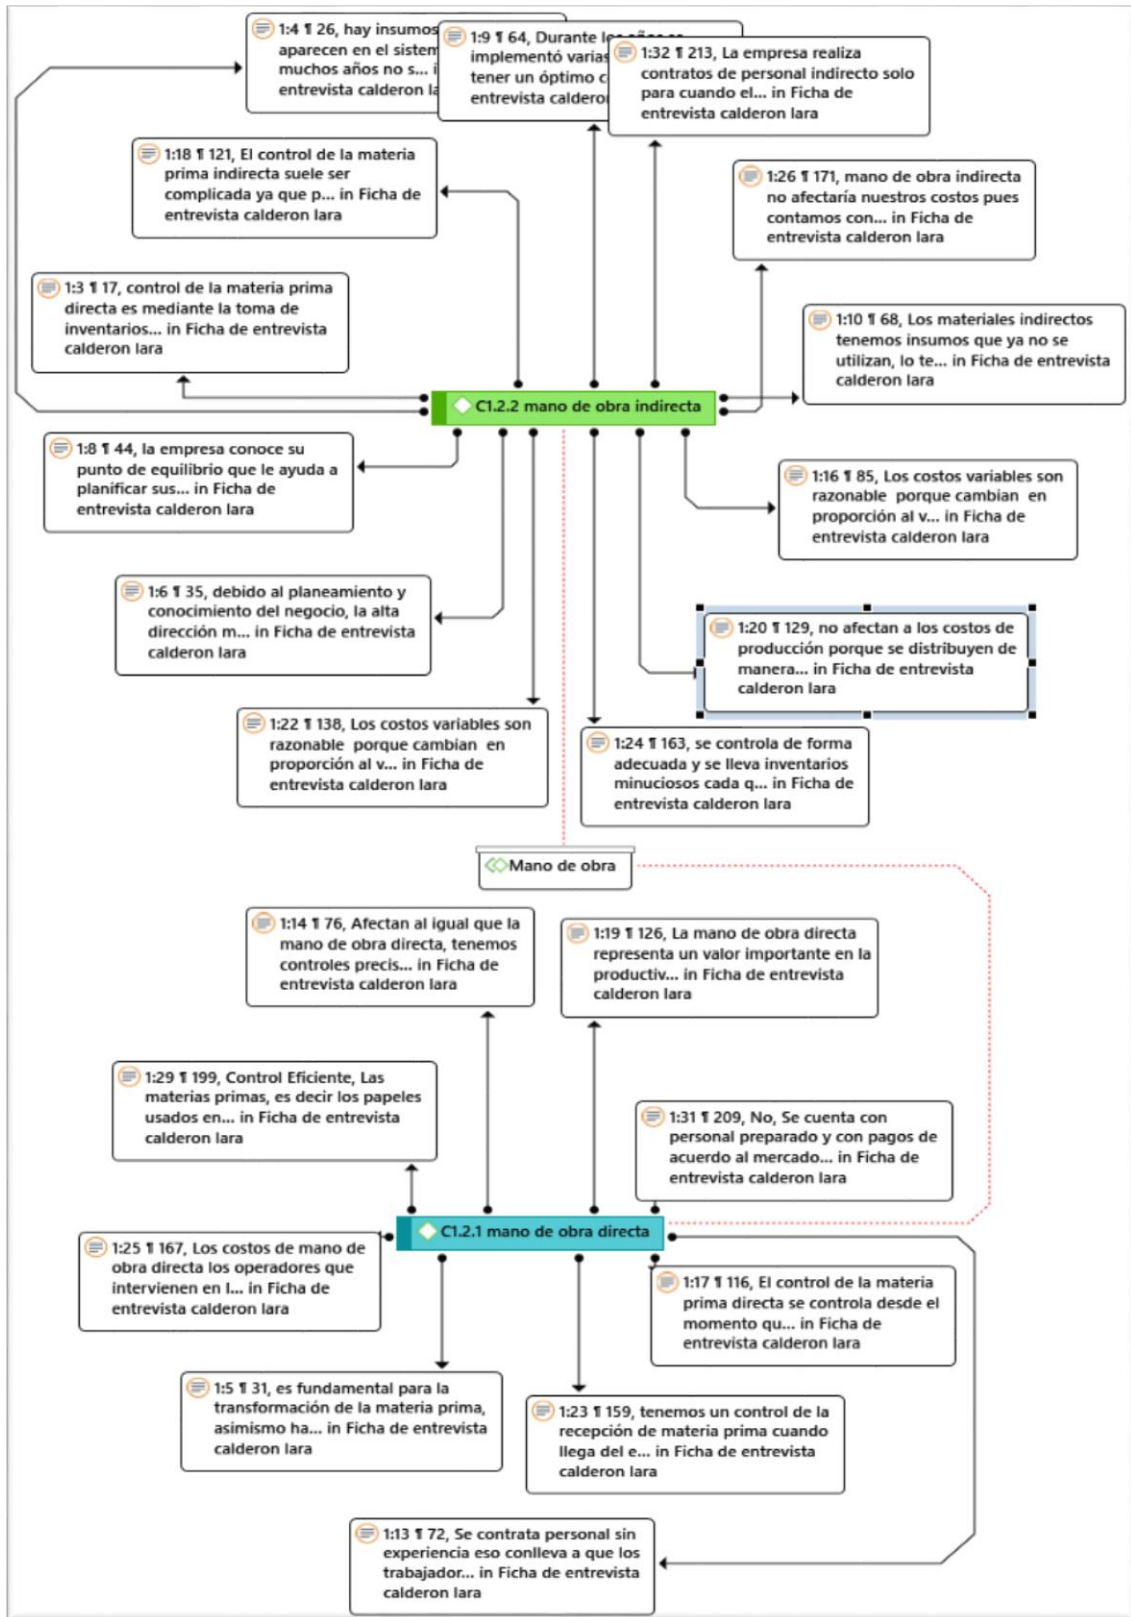 1:4 ¶ 26, hay insumos
aparecen en el sistem
muchos años no s... i
entrevista calderon la
1:9 ¶ 64, Durante los años se
implementó varias
tener un óptimo c
entrevista caldero
1:32 ¶ 213, La empresa realiza
contratos de personal indirecto solo
para cuando el... in Ficha de
entrevista calderon lara
1:18 ¶ 121, El control de la materia
prima indirecta suele ser
complicada ya que p... in Ficha de
entrevista calderon lara
1:26 ¶ 171, mano de obra indirecta
no afectaría nuestros costos pues
contamos con... in Ficha de
entrevista calderon lara
1:3 ¶ 17, control de la materia prima
directa es mediante la toma de
inventarios... in Ficha de entrevista
calderon lara
1:10 ¶ 68, Los materiales indirectos
tenemos insumos que ya no se
utilizan, lo te... in Ficha de entrevista
calderon lara
C1.2.2 mano de obra indirecta
1:8 ¶ 44, la empresa conoce su
punto de equilibrio que le ayuda a
planificar sus... in Ficha de
entrevista calderon lara
1:16 ¶ 85, Los costos variables son
razonable porque cambian en
proporción al v... in Ficha de
entrevista calderon lara
1:6 ¶ 35, debido al planeamiento y
conocimiento del negocio, la alta
dirección m... in Ficha de entrevista
calderon lara
1:20 ¶ 129, no afectan a los costos de
producción porque se distribuyen de
manera... in Ficha de entrevista
calderon lara
1:22 ¶ 138, Los costos variables son
razonable porque cambian en
proporción al v... in Ficha de
entrevista calderon lara
1:24 ¶ 163, se controla de forma
adecuada y se lleva inventarios
minuciosos cada q... in Ficha de
entrevista calderon lara
Mano de obra
1:14 ¶ 76, Afectan al igual que la
mano de obra directa, tenemos
controles precis... in Ficha de
entrevista calderon lara
1:19 ¶ 126, La mano de obra directa
representa un valor importante en la
productiv... in Ficha de entrevista
calderon lara
1:29 ¶ 199, Control Eficiente, Las
materias primas, es decir los papeles
usados en... in Ficha de entrevista
calderon lara
1:31 ¶ 209, No, Se cuenta con
personal preparado y con pagos de
acuerdo al mercado... in Ficha de
entrevista calderon lara
C1.2.1 mano de obra directa
1:25 ¶ 167, Los costos de mano de
obra directa los operadores que
intervienen en l... in Ficha de
entrevista calderon lara
1:17 ¶ 116, El control de la materia
prima directa se controla desde el
momento qu... in Ficha de
entrevista calderon lara
1:5 ¶ 31, es fundamental para la
transformación de la materia prima,
asimismo ha... in Ficha de entrevista
calderon lara
1:23 ¶ 159, tenemos un control de la
recepción de materia prima cuando
llega del e... in Ficha de entrevista
calderon lara
1:13 ¶ 72, Se contrata personal sin
experiencia eso conlleva a que los
trabajador... in Ficha de entrevista
calderon lara